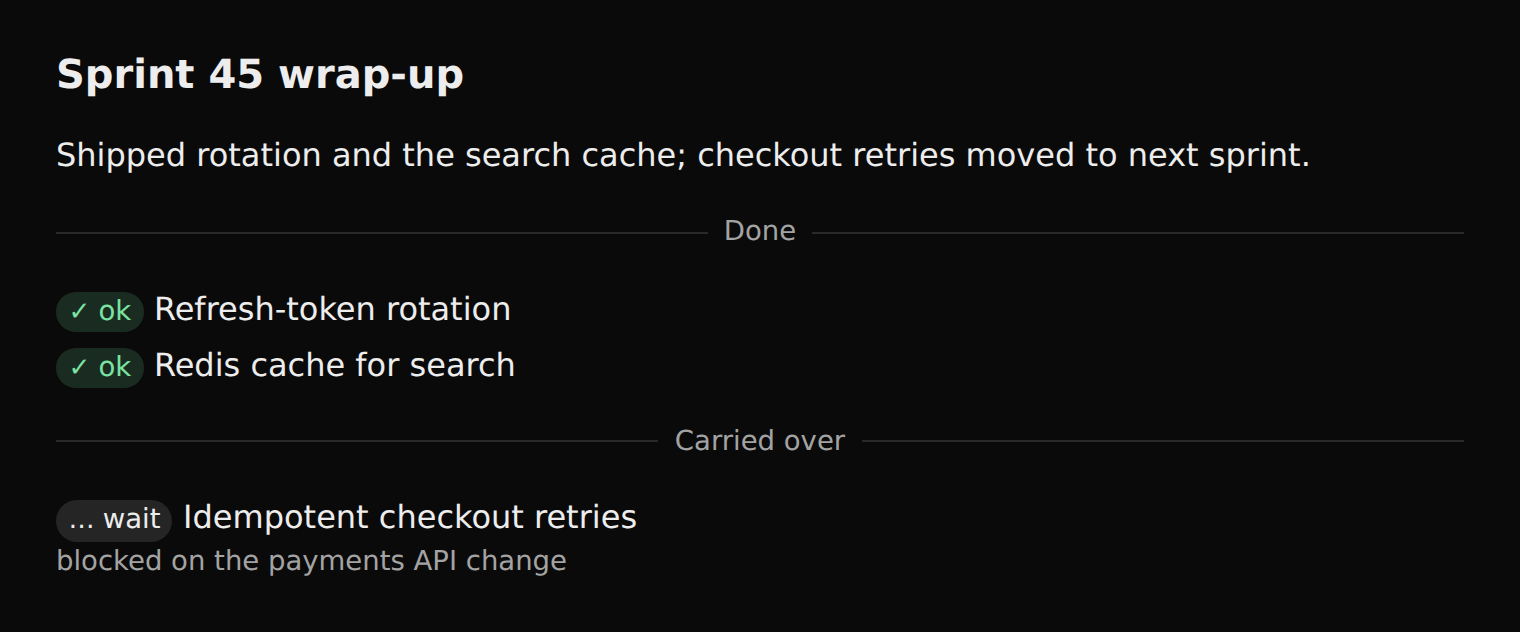 Sprint 45 wrap-up
Shipped rotation and the search cache; checkout retries moved to next sprint.
Done
✓ ok Refresh-token rotation
✓ ok Redis cache for search
Carried over
... wait Idempotent checkout retries
blocked on the payments API change